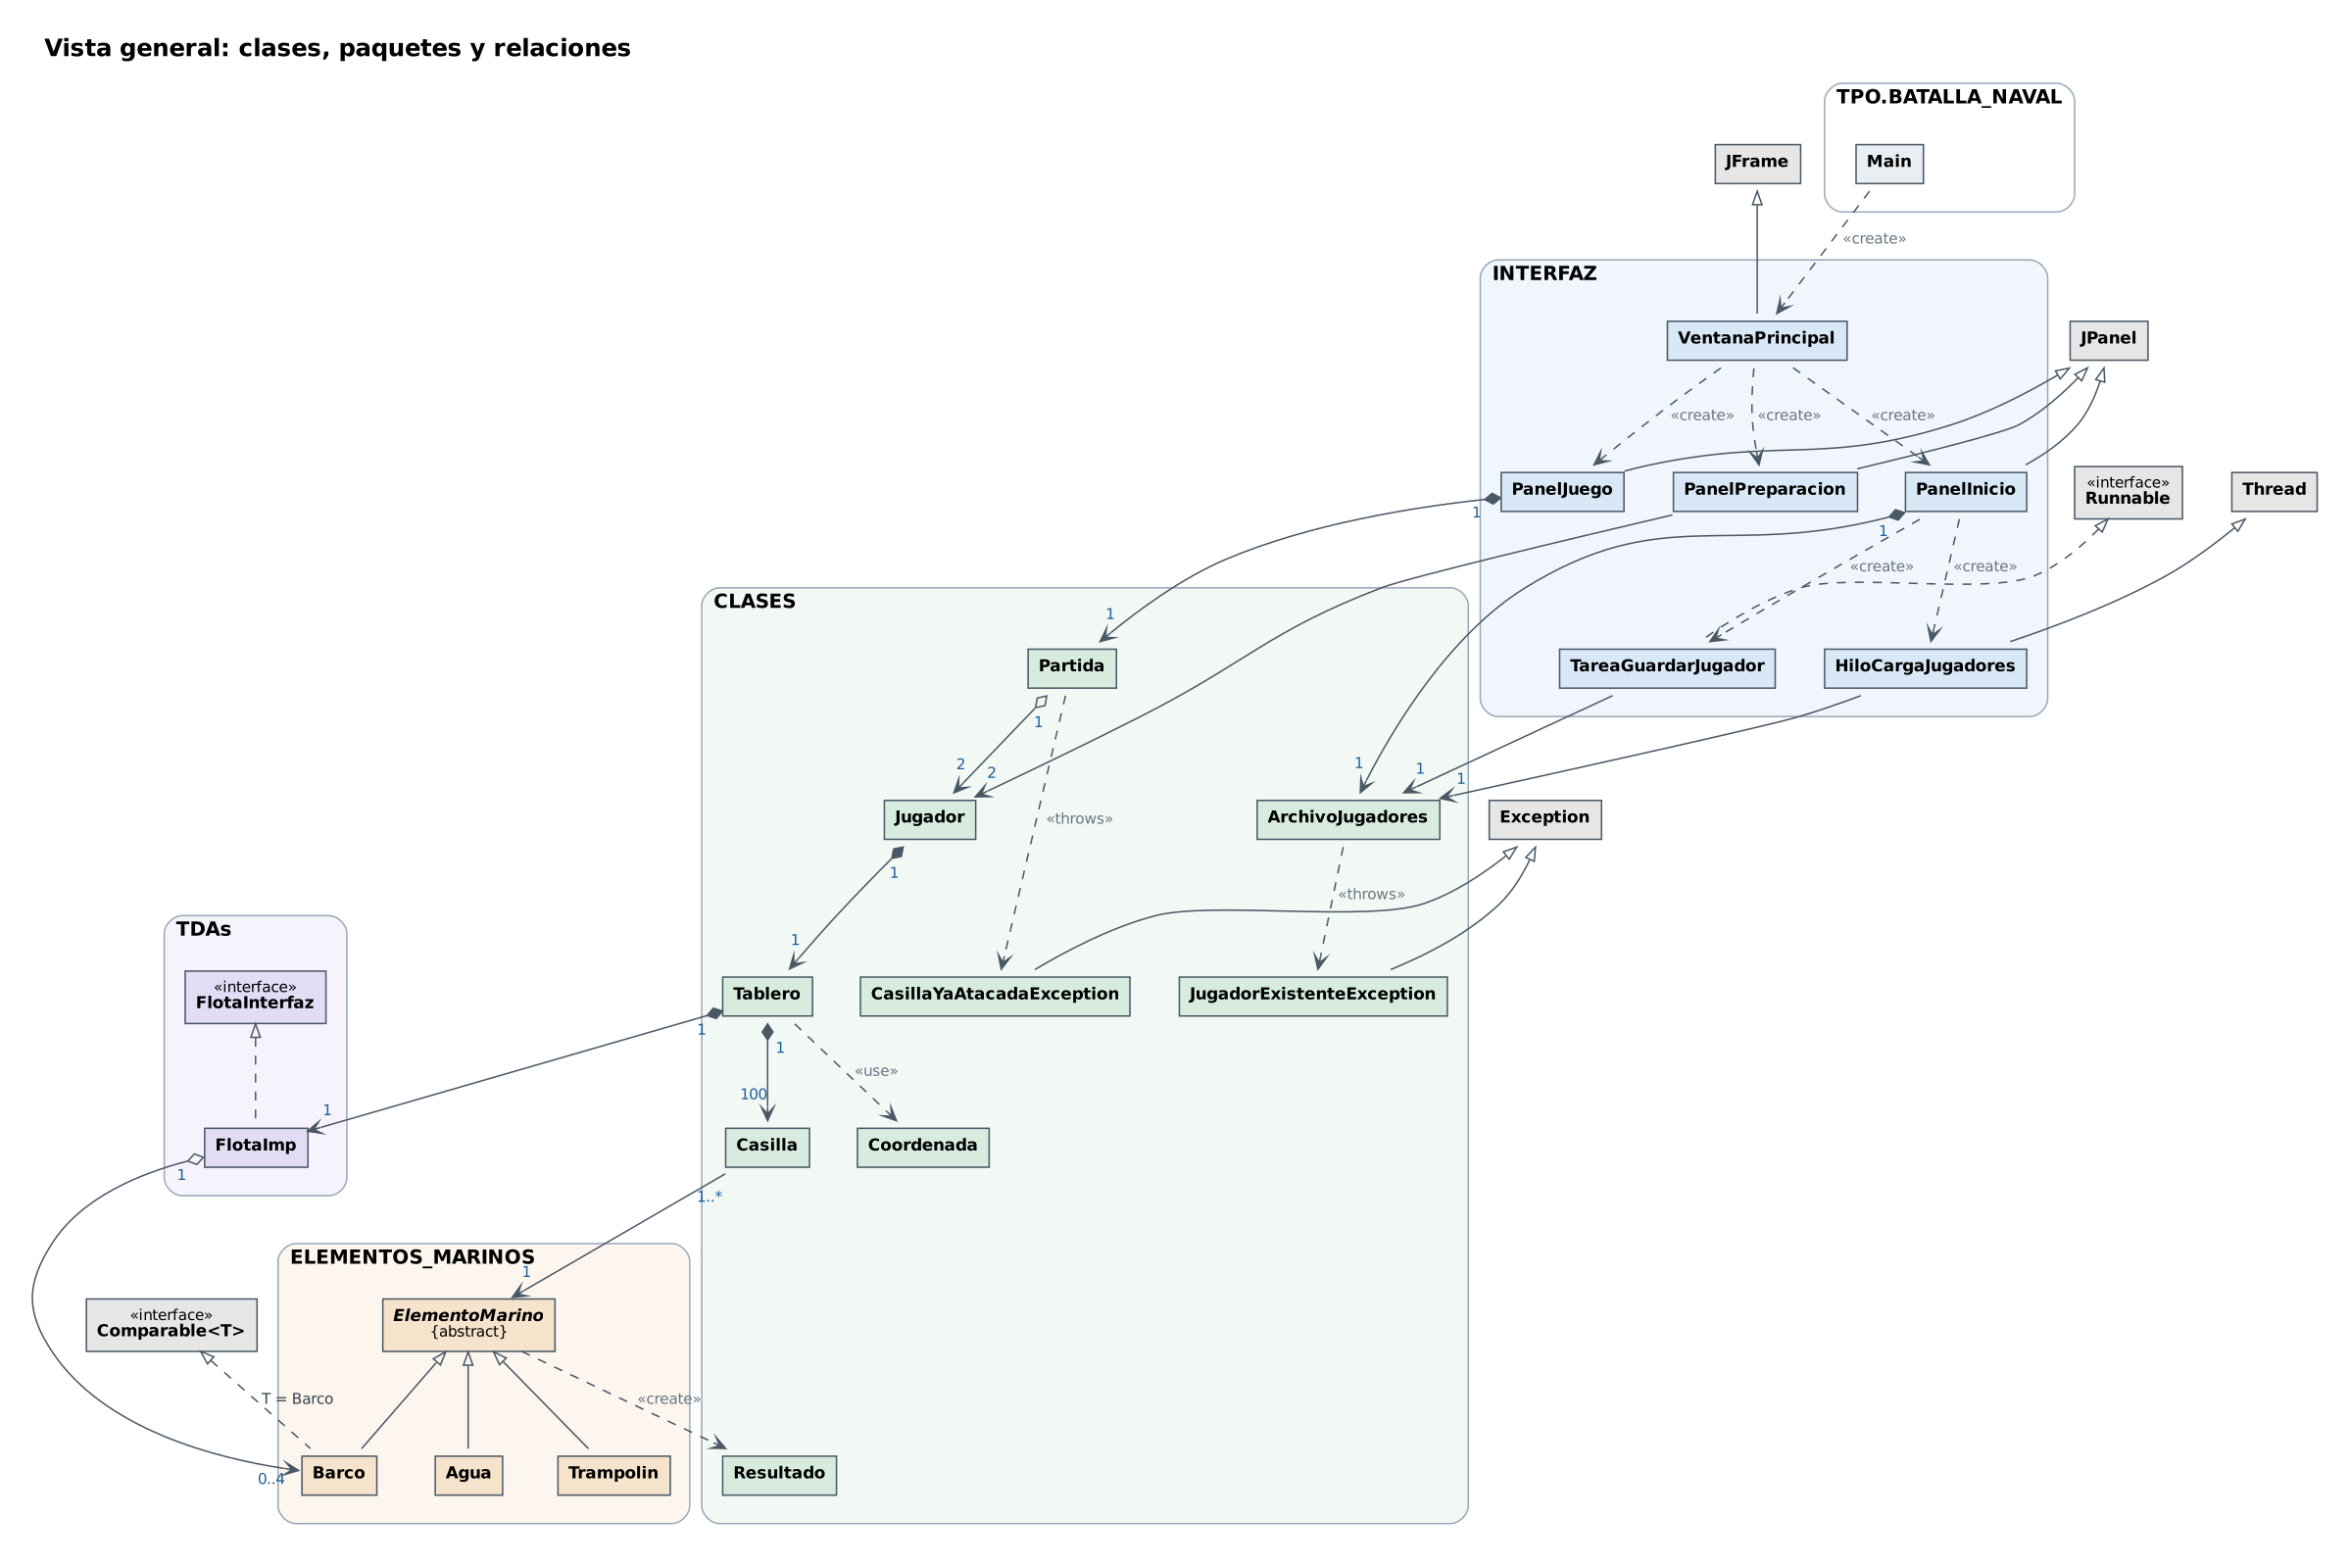 Vista general: clases, paquetes y relaciones
TPO.BATALLA_NAVAL
JFrame
Main
«create»
INTERFAZ
VentanaPrincipal
JPanel
«create»
«create»
«create»
PanelJuego
PanelPreparacion
PanelInicio
«interface»
Runnable
Thread
1
1
«create»
«create»
CLASES
1
Partida
TareaGuardarJugador
HiloCargaJugadores
1
2
2
1
1
1
Jugador
«throws»
ArchivoJugadores
Exception
1
«throws»
TDAs
1
«interface»
FlotaInterfaz
Tablero
CasillaYaAtacadaException
JugadorExistenteException
1
1
«use»
100
1
FlotaImp
Casilla
Coordenada
1
1..*
ELEMENTOS_MARINOS
1
«interface»
Comparable<T>
ElementoMarino
{abstract}
T = Barco
«create»
0..4
Barco
Agua
Trampolin
Resultado